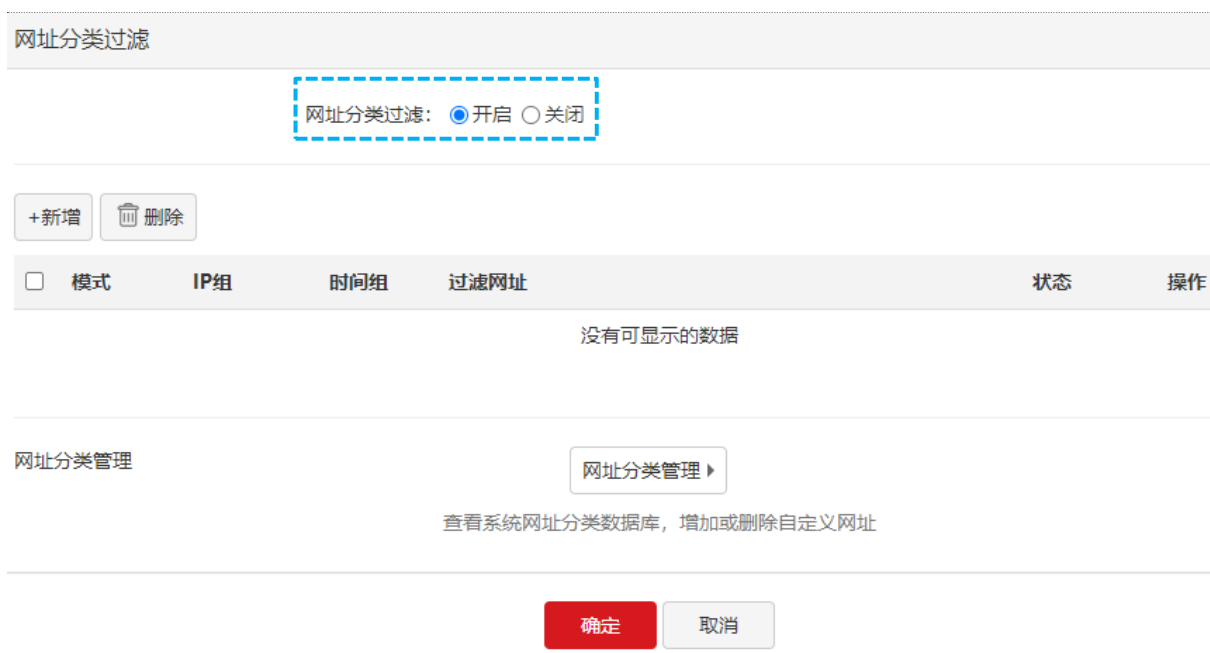 网址分类过滤
网址分类过滤： 开启 关闭
+新增 删除
模式 IP组 时间组 过滤网址 状态 操作
没有可显示的数据
网址分类管理 网址分类管理
查看系统网址分类数据库，增加或删除自定义网址
确定 取消